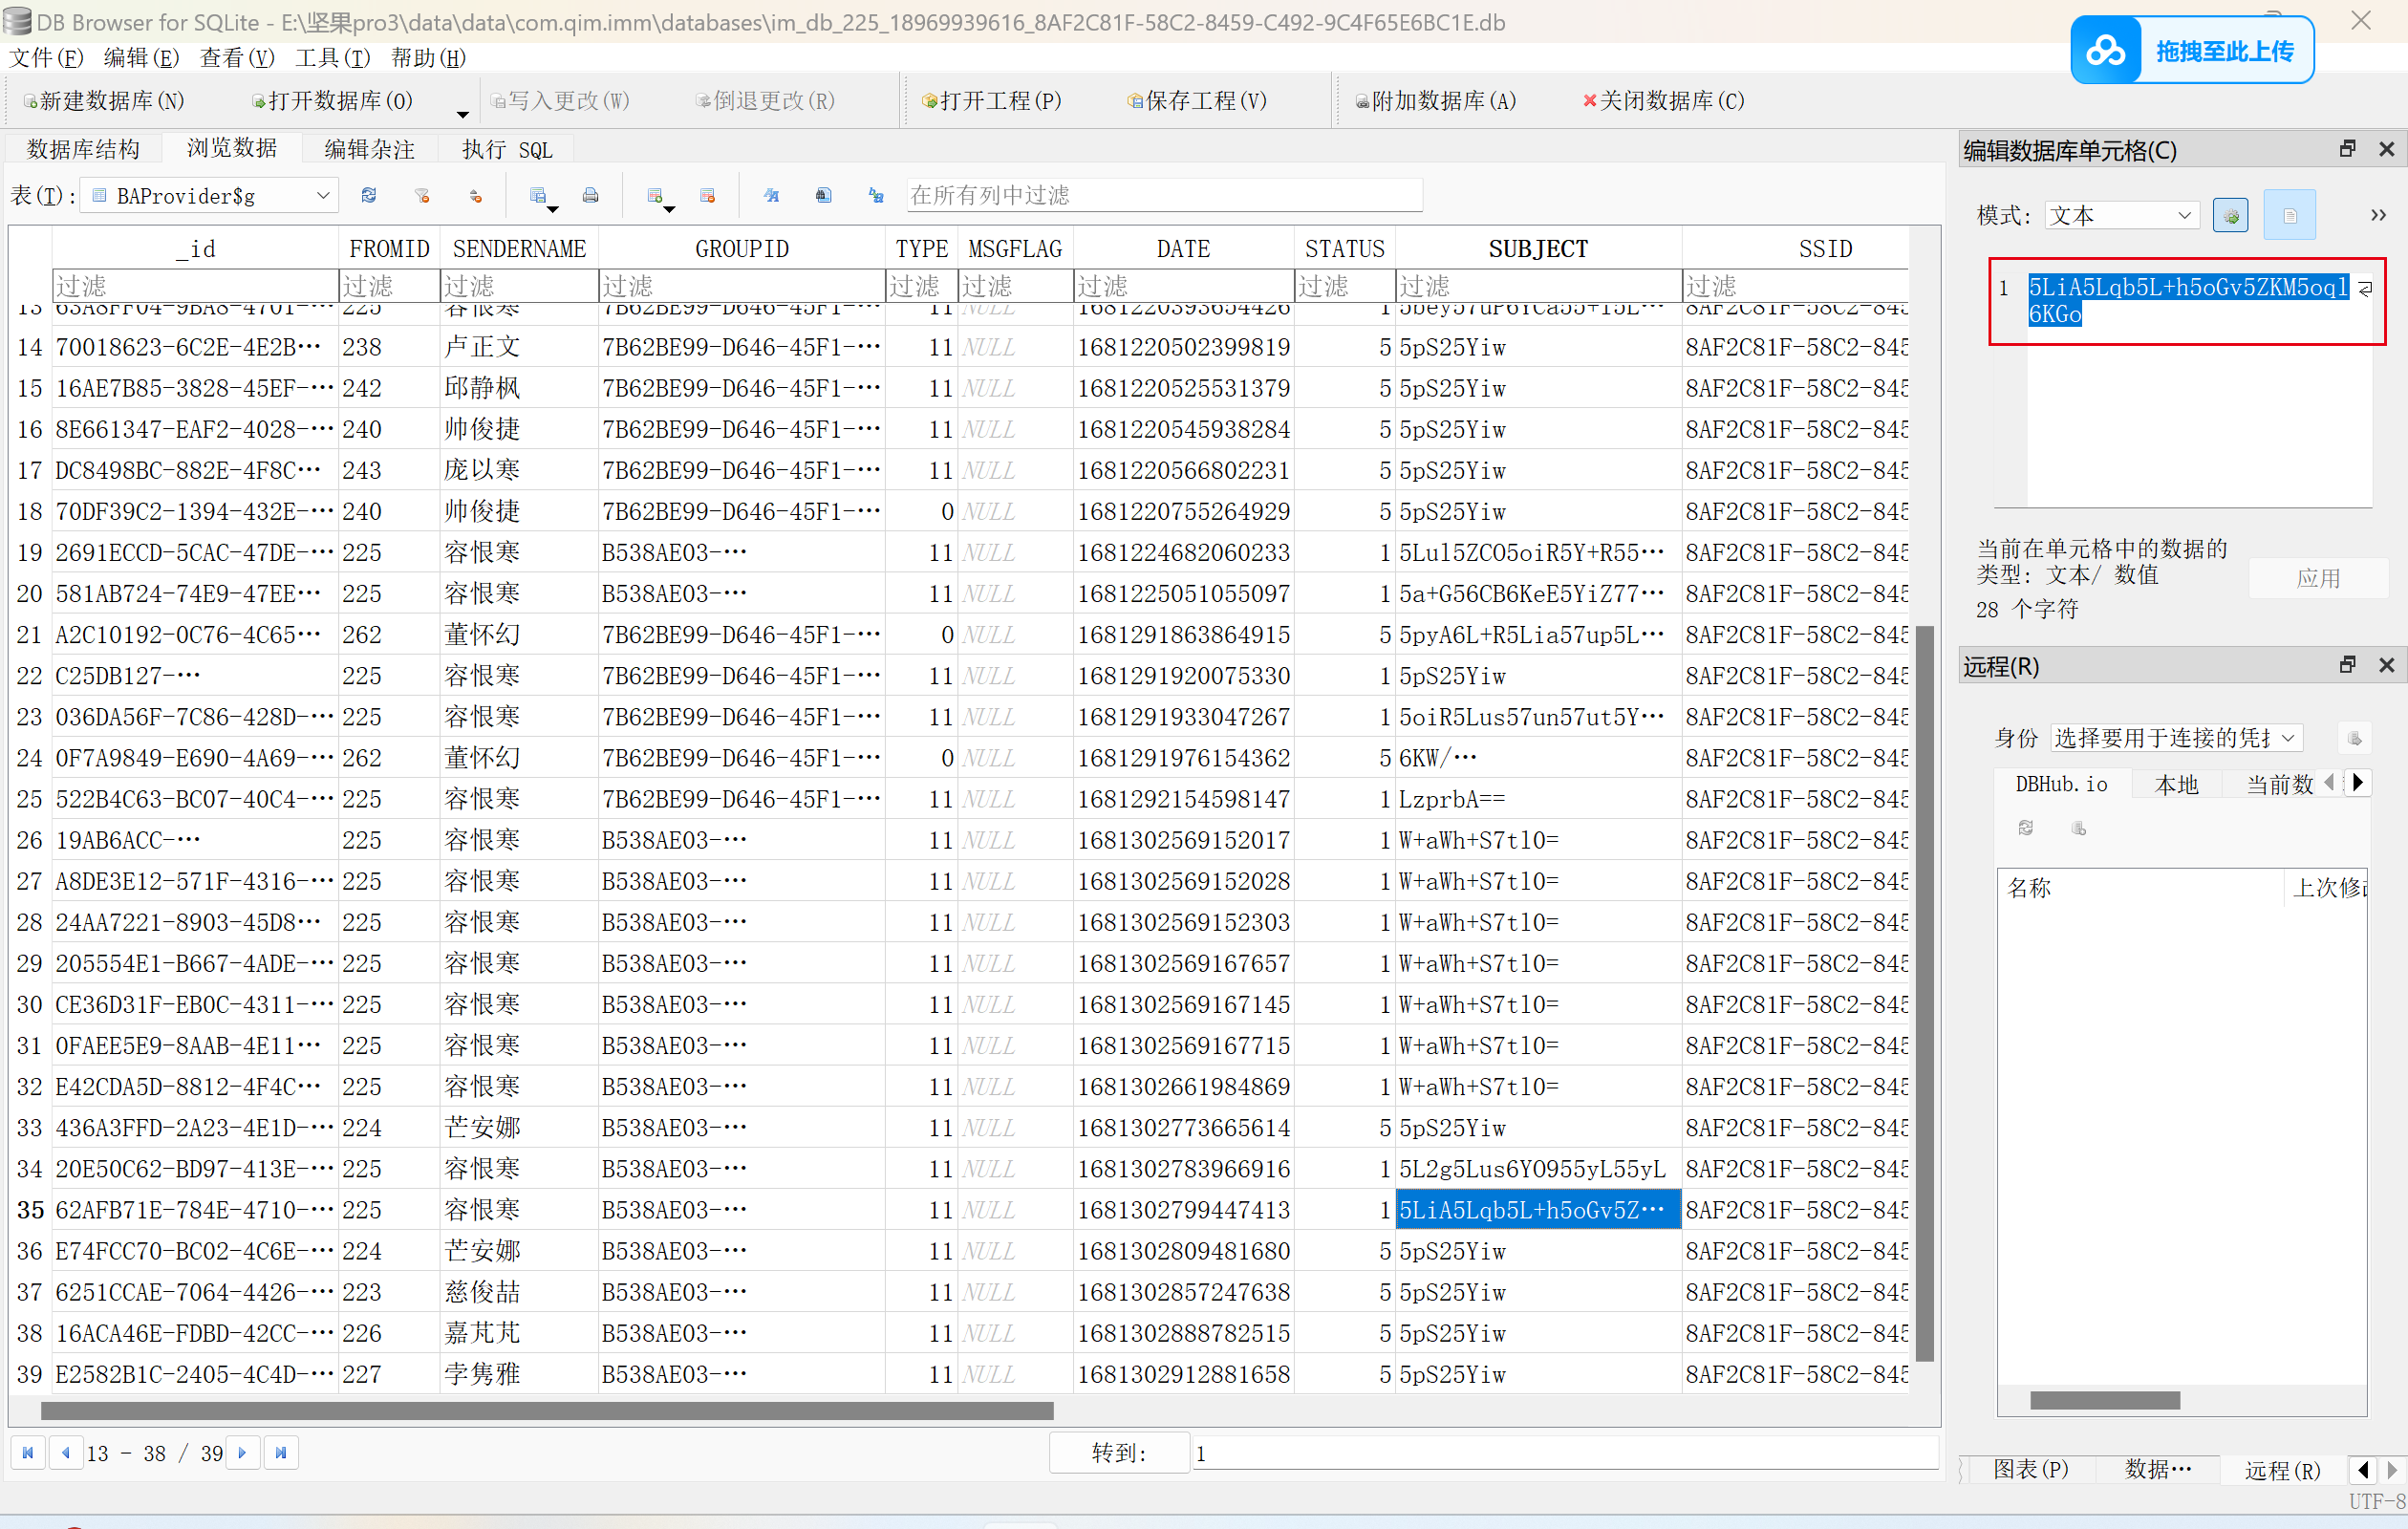 DB Browser for SQLite - E:\坚果pro3\data\data\com.qim.imm\databases\im_db_225_18969939616_8AF2C81F-58C2-8459-C492-9C4F65E6BC1E.db
拖拽至此上传
文件(F) 编辑(E) 查看(V) 工具(T) 帮助(H)
新建数据库(N) 打开数据库(O) 写入更改(W) 倒退更改(R) 打开工程(P) 保存工程(V) 附加数据库(A) 关闭数据库(C)
数据库结构 浏览数据 编辑杂注 执行 SQL
表(T): BAProvider$g 在所有列中过滤
_id FROMID SENDERNAME GROUPID TYPE MSGFLAG DATE STATUS SUBJECT SSID
过滤 过滤 过滤 过滤 过滤 过滤 过滤 过滤 过滤 过滤
13 63A8FF04-9BA8-4701-… 225 容恨寒 7B62BE99-D646-45F1-… 11 NULL 1681220393654426 1 5bey57uP6YCa55+15L… 8AF2C81F-58C2-845
14 70018623-6C2E-4E2B… 238 卢正文 7B62BE99-D646-45F1-… 11 NULL 1681220502399819 5 5pS25Yiw 8AF2C81F-58C2-845
15 16AE7B85-3828-45EF-… 242 邱静枫 7B62BE99-D646-45F1-… 11 NULL 1681220525531379 5 5pS25Yiw 8AF2C81F-58C2-845
16 8E661347-EAF2-4028-… 240 帅俊捷 7B62BE99-D646-45F1-… 11 NULL 1681220545938284 5 5pS25Yiw 8AF2C81F-58C2-845
17 DC8498BC-882E-4F8C… 243 庞以寒 7B62BE99-D646-45F1-… 11 NULL 1681220566802231 5 5pS25Yiw 8AF2C81F-58C2-845
18 70DF39C2-1394-432E-… 240 帅俊捷 7B62BE99-D646-45F1-… 0 NULL 1681220755264929 5 5pS25Yiw 8AF2C81F-58C2-845
19 2691ECCD-5CAC-47DE-… 225 容恨寒 B538AE03-… 11 NULL 1681224682060233 1 5Lul5ZCO5oiR5Y+R55… 8AF2C81F-58C2-845
20 581AB724-74E9-47EE… 225 容恨寒 B538AE03-… 11 NULL 1681225051055097 1 5a+G56CB6KeE5YiZ77… 8AF2C81F-58C2-845
21 A2C10192-0C76-4C65… 262 董怀幻 7B62BE99-D646-45F1-… 0 NULL 1681291863864915 5 5pyA6L+R5Lia57up5L… 8AF2C81F-58C2-845
22 C25DB127-… 225 容恨寒 7B62BE99-D646-45F1-… 11 NULL 1681291920075330 1 5pS25Yiw 8AF2C81F-58C2-845
23 036DA56F-7C86-428D-… 225 容恨寒 7B62BE99-D646-45F1-… 11 NULL 1681291933047267 1 5oiR5Lus57un57ut5Y… 8AF2C81F-58C2-845
24 0F7A9849-E690-4A69-… 262 董怀幻 7B62BE99-D646-45F1-… 0 NULL 1681291976154362 5 6KW/… 8AF2C81F-58C2-845
25 522B4C63-BC07-40C4-… 225 容恨寒 7B62BE99-D646-45F1-… 11 NULL 1681292154598147 1 LzprbA== 8AF2C81F-58C2-845
26 19AB6ACC-… 225 容恨寒 B538AE03-… 11 NULL 1681302569152017 1 W+aWh+S7tl0= 8AF2C81F-58C2-845
27 A8DE3E12-571F-4316-… 225 容恨寒 B538AE03-… 11 NULL 1681302569152028 1 W+aWh+S7tl0= 8AF2C81F-58C2-845
28 24AA7221-8903-45D8… 225 容恨寒 B538AE03-… 11 NULL 1681302569152303 1 W+aWh+S7tl0= 8AF2C81F-58C2-845
29 205554E1-B667-4ADE-… 225 容恨寒 B538AE03-… 11 NULL 1681302569167657 1 W+aWh+S7tl0= 8AF2C81F-58C2-845
30 CE36D31F-EB0C-4311-… 225 容恨寒 B538AE03-… 11 NULL 1681302569167145 1 W+aWh+S7tl0= 8AF2C81F-58C2-845
31 0FAEE5E9-8AAB-4E11… 225 容恨寒 B538AE03-… 11 NULL 1681302569167715 1 W+aWh+S7tl0= 8AF2C81F-58C2-845
32 E42CDA5D-8812-4F4C… 225 容恨寒 B538AE03-… 11 NULL 1681302661984869 1 W+aWh+S7tl0= 8AF2C81F-58C2-845
33 436A3FFD-2A23-4E1D-… 224 芒安娜 B538AE03-… 11 NULL 1681302773665614 5 5pS25Yiw 8AF2C81F-58C2-845
34 20E50C62-BD97-413E-… 225 容恨寒 B538AE03-… 11 NULL 1681302783966916 1 5L2g5Lus6YO955yL55yL 8AF2C81F-58C2-845
35 62AFB71E-784E-4710-… 225 容恨寒 B538AE03-… 11 NULL 1681302799447413 1 5LiA5Lqb5L+h5oGv5Z… 8AF2C81F-58C2-845
36 E74FCC70-BC02-4C6E-… 224 芒安娜 B538AE03-… 11 NULL 1681302809481680 5 5pS25Yiw 8AF2C81F-58C2-845
37 6251CCAE-7064-4426-… 223 慈俊喆 B538AE03-… 11 NULL 1681302857247638 5 5pS25Yiw 8AF2C81F-58C2-845
38 16ACA46E-FDBD-42CC-… 226 嘉芃芃 B538AE03-… 11 NULL 1681302888782515 5 5pS25Yiw 8AF2C81F-58C2-845
39 E2582B1C-2405-4C4D-… 227 孛隽雅 B538AE03-… 11 NULL 1681302912881658 5 5pS25Yiw 8AF2C81F-58C2-845
13 - 38 / 39 转到: 1
编辑数据库单元格(C)
模式: 文本
1 5LiA5Lqb5L+h5oGv5ZKM5oql
6KGo
当前在单元格中的数据的
类型: 文本/ 数值
28 个字符
应用
远程(R)
身份 选择要用于连接的凭
DBHub.io 本地 当前数
名称 上次修
图表(P) 数据… 远程(R)
UTF-8